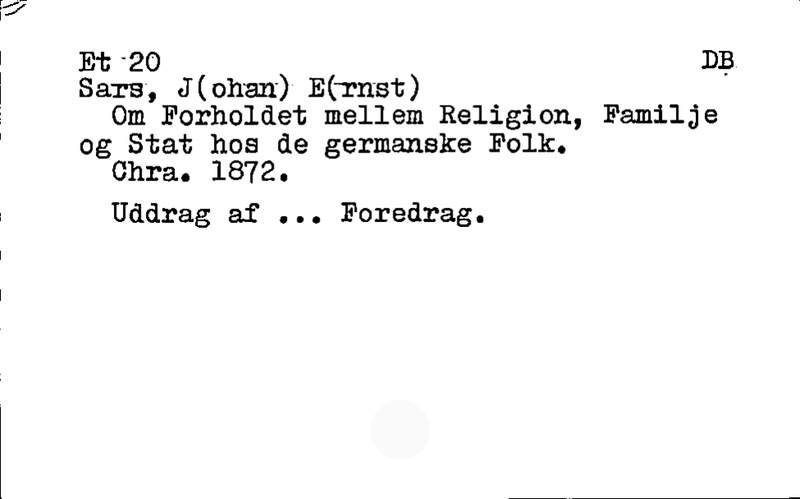 Et 20 DB
Sars, J(ohan) E(rnst)
Om Forholdet mellem Religion, Familje
og Stat hos de germanske Folk.
Chra. 1872.
Uddrag af ... Foredrag.